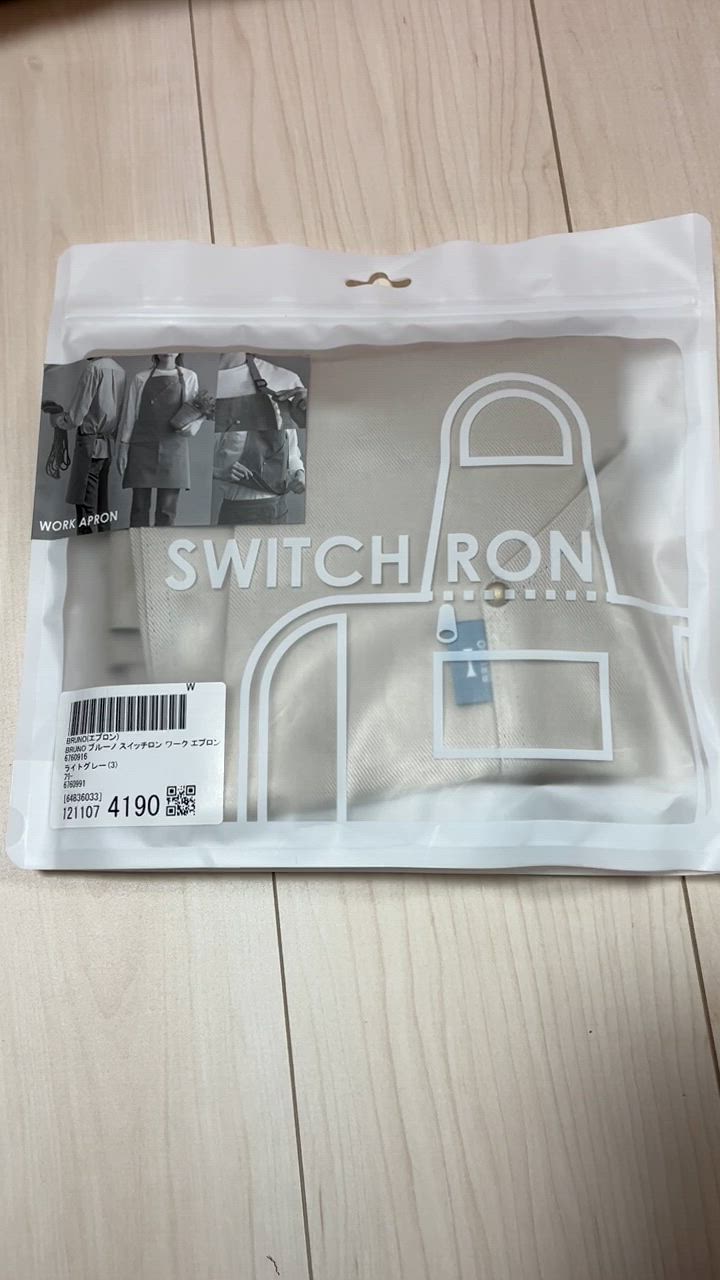 WORK APRON
SWITCH RON
W
BRUNO(エプロン)
BRUNO ブルーノ スイッチロン ワーク エプロン
6760916
ライトグレー(3)
フリー
6760991
[64836033]
121107 4190